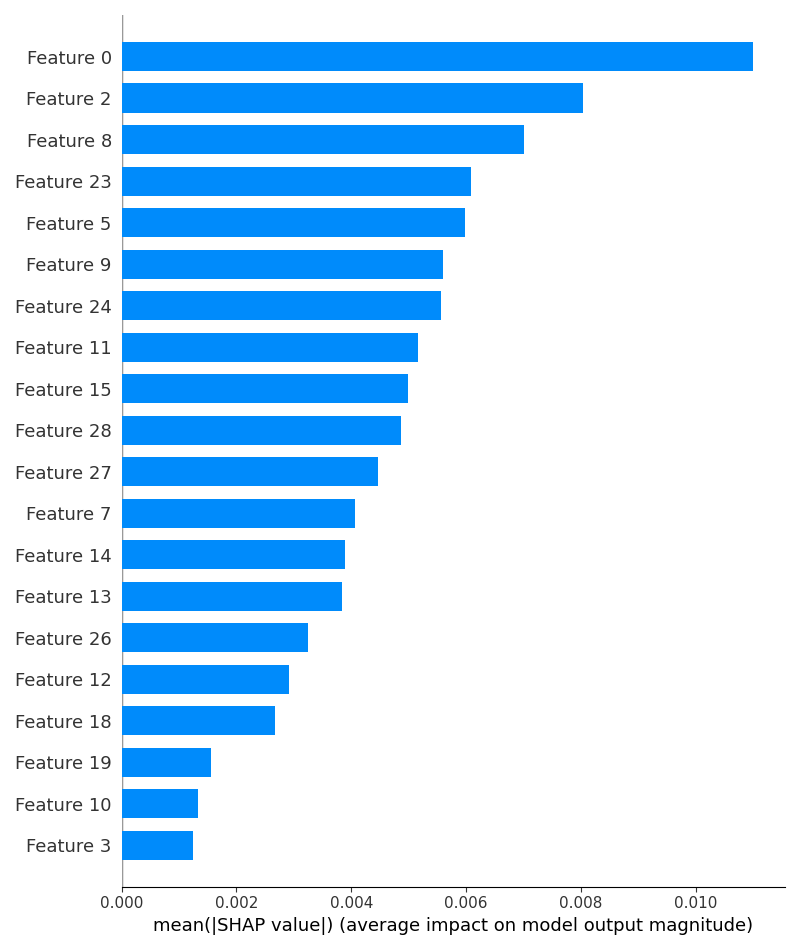 Feature 0
Feature 2
Feature 8
Feature 23
Feature 5
Feature 9
Feature 24
Feature 11
Feature 15
Feature 28
Feature 27
Feature 7
Feature 14
Feature 13
Feature 26
Feature 12
Feature 18
Feature 19
Feature 10
Feature 3
0.000 0.002 0.004 0.006 0.008 0.010
mean(|SHAP value|) (average impact on model output magnitude)